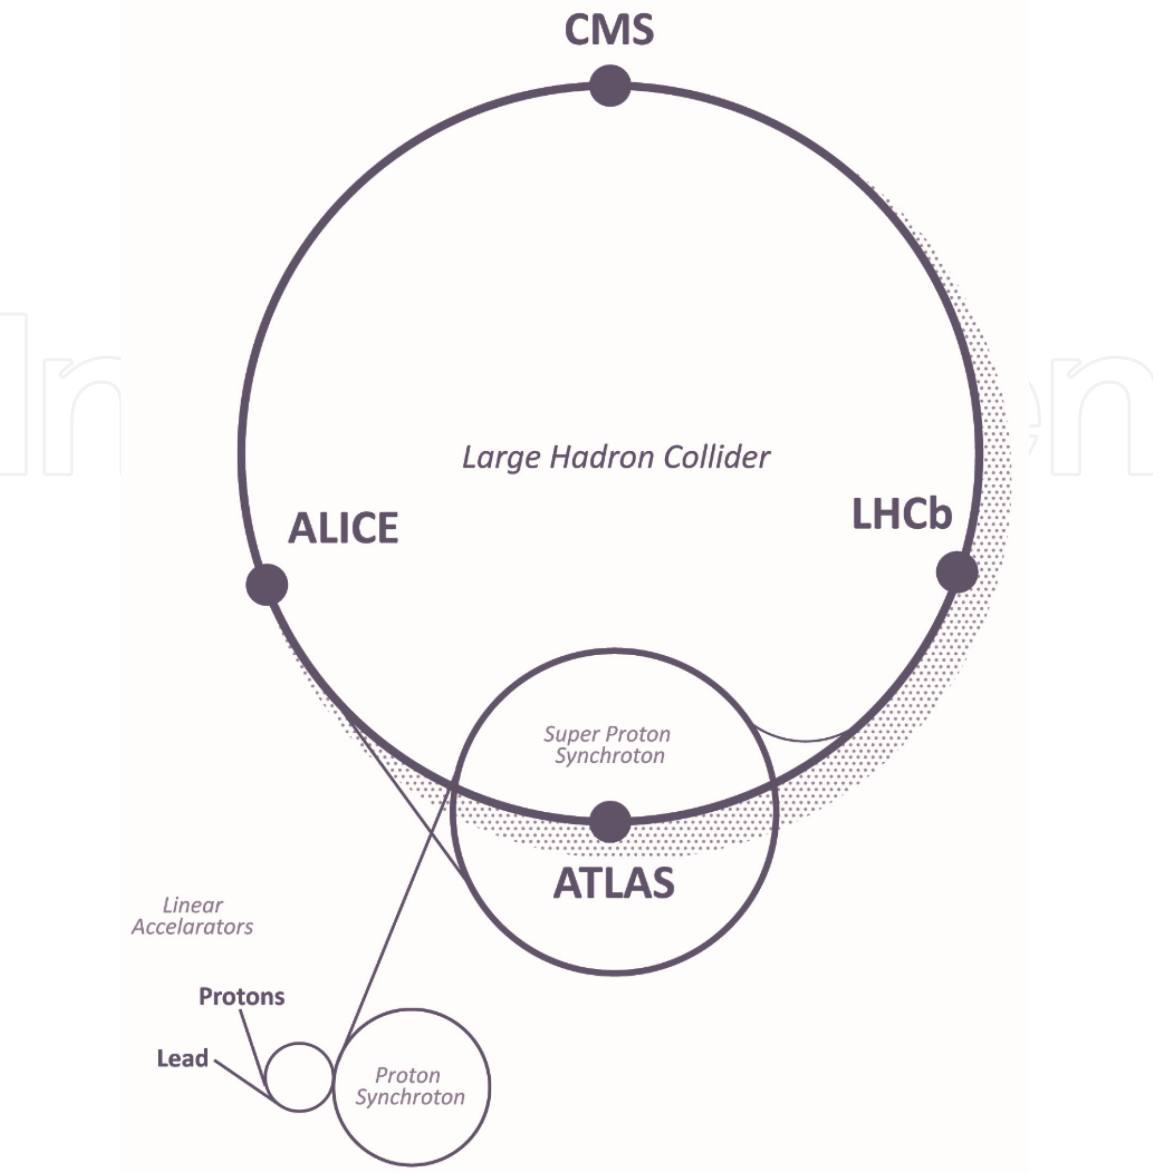 CMS
Large Hadron Collider
ALICE
LHCb
Super Proton
Synchroton
ATLAS
Linear
Accelarators
Protons
Lead
Proton
Synchroton